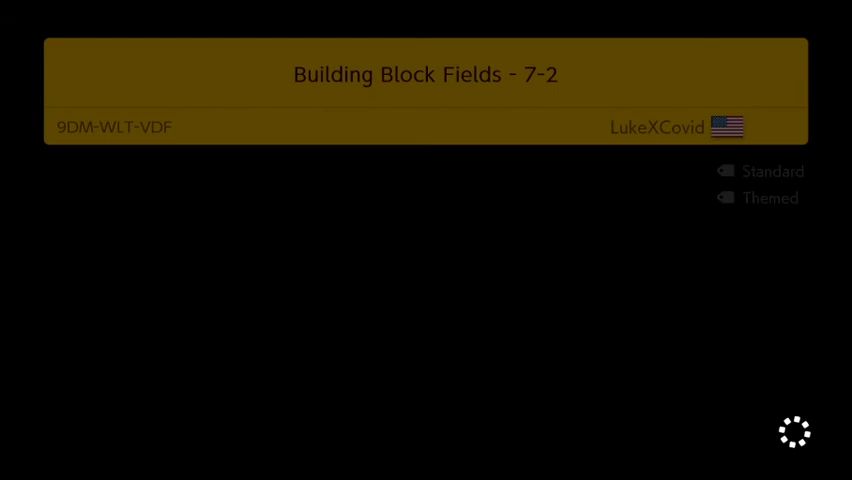 Building Block Fields - 7-2
9DM-WLT-VDF
LukeXCovid
Standard
Themed